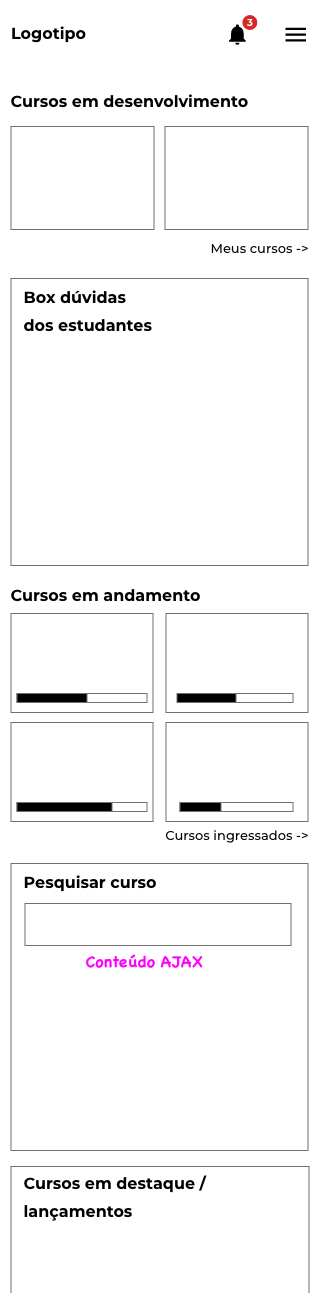 Logotipo
3
Cursos em desenvolvimento
Meus cursos ->
Box dúvidas
dos estudantes
Cursos em andamento
Cursos ingressados ->
Pesquisar curso
Conteúdo AJAX
Cursos em destaque /
lançamentos